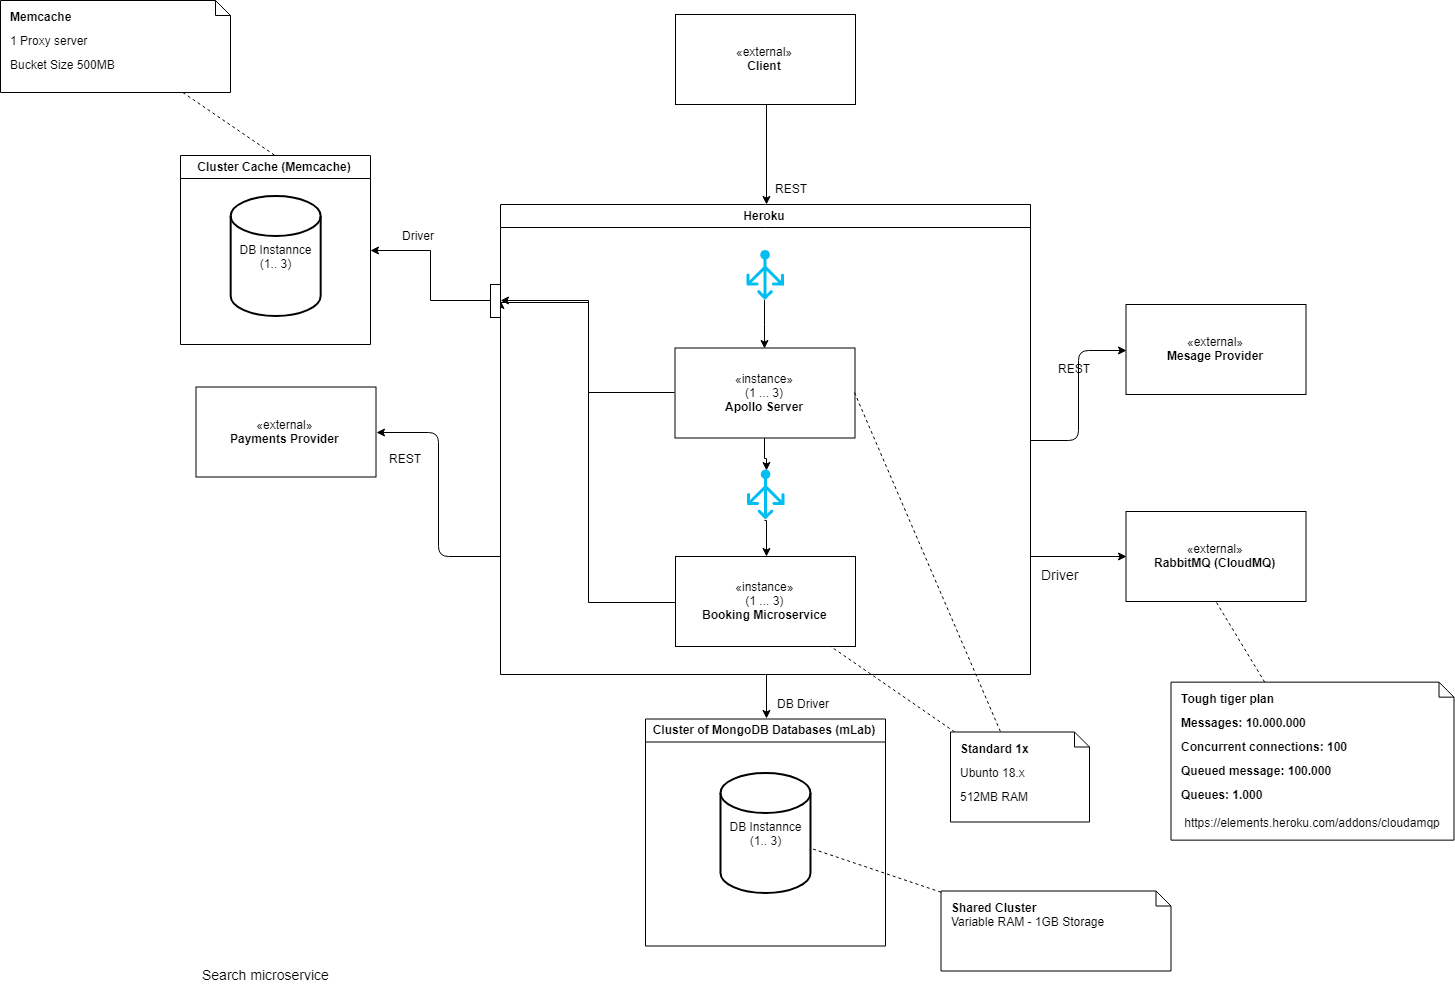 Memcache
1 Proxy server
Bucket Size 500MB
«external»
Client
REST
Cluster Cache (Memcache)
DB Instannce
(1.. 3)
Driver
Heroku
«instance»
(1 ... 3)
Apollo Server
«external»
Mesage Provider
REST
«external»
Payments Provider
REST
«instance»
(1 ... 3)
Booking Microservice
«external»
RabbitMQ (CloudMQ)
Driver
DB Driver
Cluster of MongoDB Databases (mLab)
DB Instannce
(1.. 3)
Standard 1x
Ubunto 18.x
512MB RAM
Tough tiger plan
Messages: 10.000.000
Concurrent connections: 100
Queued message: 100.000
Queues: 1.000
https://elements.heroku.com/addons/cloudamqp
Shared Cluster
Variable RAM - 1GB Storage
Search microservice